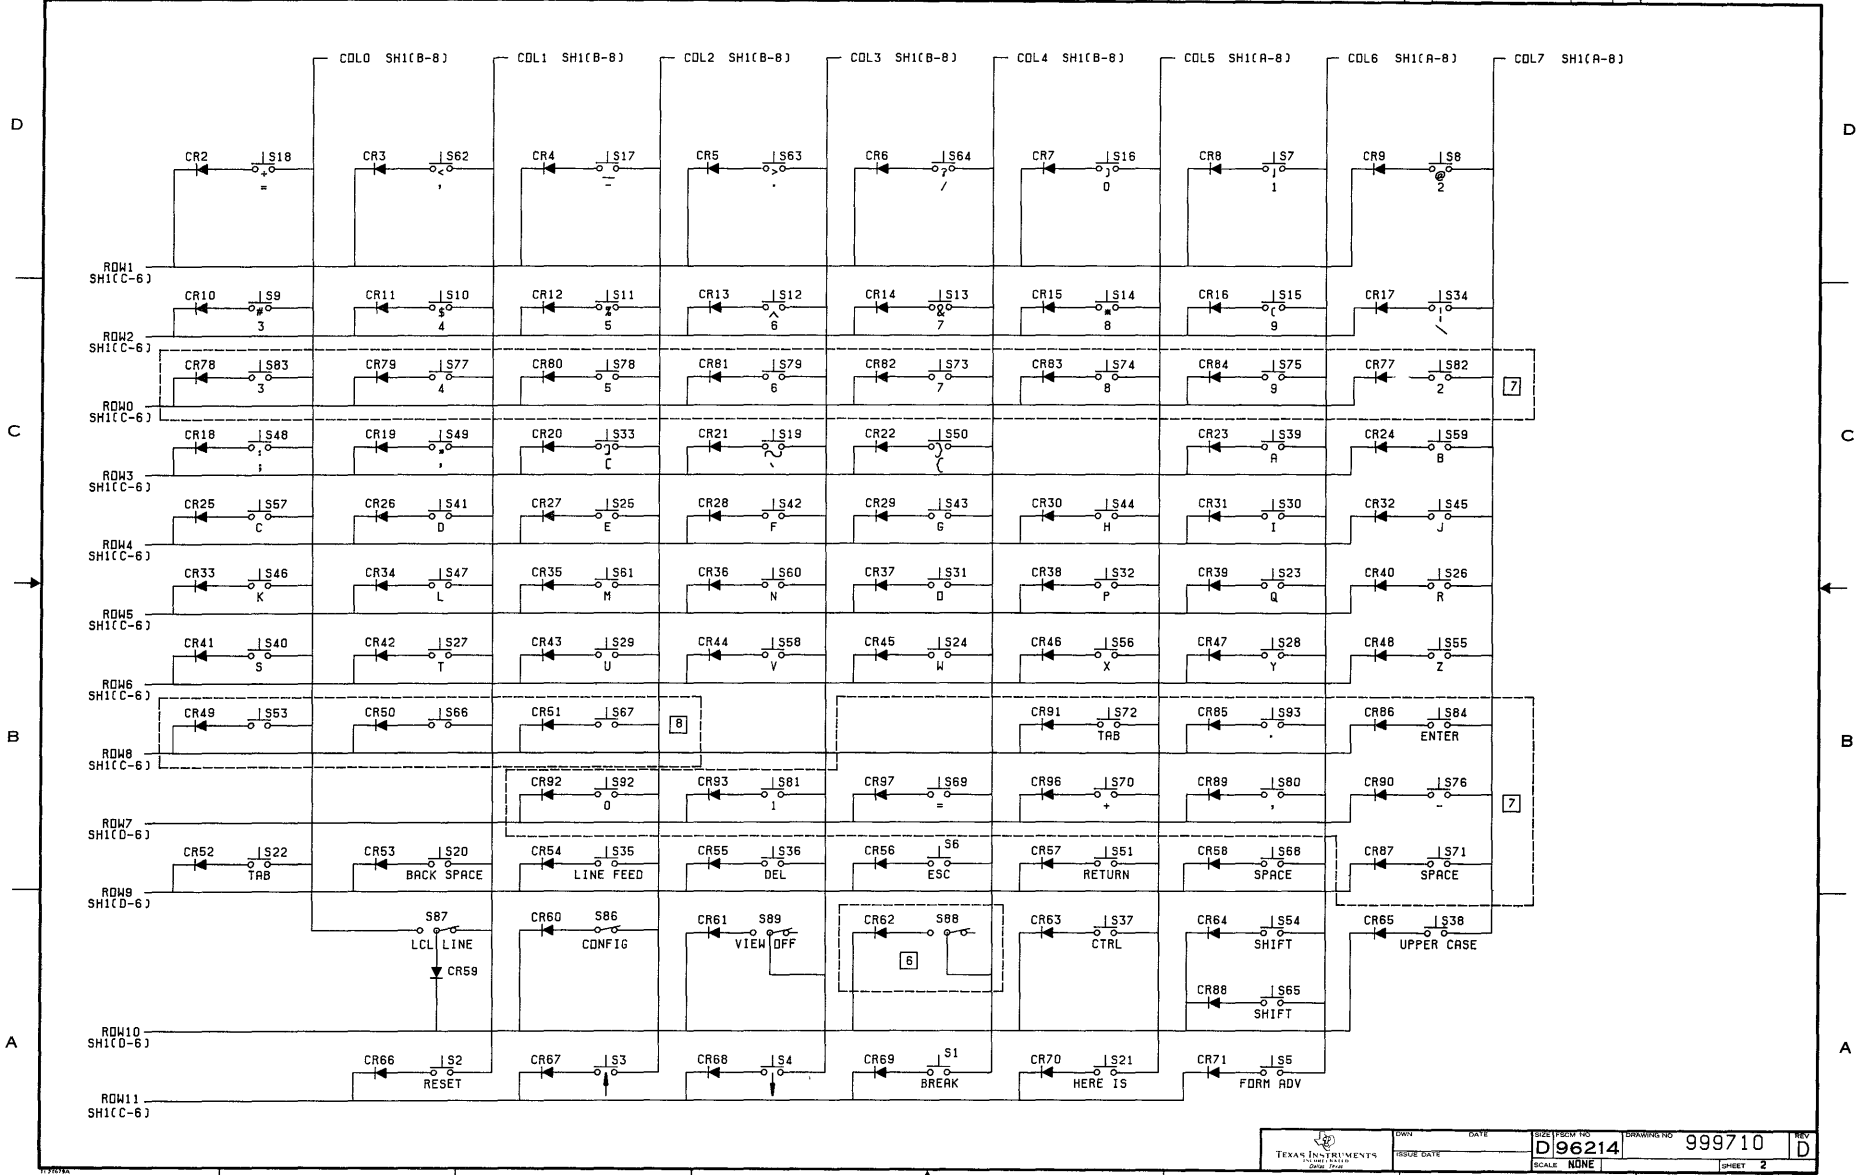 COL0 SH1(B-8) COL1 SH1(B-8) COL2 SH1(B-8) COL3 SH1(B-8) COL4 SH1(B-8) COL5 SH1(A-8) COL6 SH1(A-8) COL7 SH1(A-8)
D D
CR2 S18 CR3 S62 CR4 S17 CR5 S63 CR6 S64 CR7 S16 CR8 S7 CR9 S8
+ < — > ? ) ! @
= , - . / 0 1 2
ROW1
SH1(C-6)
CR10 S9 CR11 S10 CR12 S11 CR13 S12 CR14 S13 CR15 S14 CR16 S15 CR17 S34
# $ % ^ & * ( ¦
3 4 5 6 7 8 9 \
ROW2
SH1(C-6)
CR78 S83 CR79 S77 CR80 S78 CR81 S79 CR82 S73 CR83 S74 CR84 S75 CR77 S82
3 4 5 6 7 8 9 2 7
ROW0
SH1(C-6)
C C
CR18 S48 CR19 S49 CR20 S33 CR21 S19 CR22 S50 CR23 S39 CR24 S59
: " ] ~ }
; ' [ ` { A B
ROW3
SH1(C-6)
CR25 S57 CR26 S41 CR27 S25 CR28 S42 CR29 S43 CR30 S44 CR31 S30 CR32 S45
C D E F G H I J
ROW4
SH1(C-6)
CR33 S46 CR34 S47 CR35 S61 CR36 S60 CR37 S31 CR38 S32 CR39 S23 CR40 S26
K L M N O P Q R
ROW5
SH1(C-6)
CR41 S40 CR42 S27 CR43 S29 CR44 S58 CR45 S24 CR46 S56 CR47 S28 CR48 S55
S T U V W X Y Z
ROW6
SH1(C-6)
CR49 S53 CR50 S66 CR51 S67 8 CR91 S72 CR85 S93 CR86 S84
TAB . ENTER
B B
ROW8
SH1(C-6)
CR92 S92 CR93 S81 CR97 S69 CR96 S70 CR89 S80 CR90 S76
0 1 = + , - 7
ROW7
SH1(D-6)
CR52 S22 CR53 S20 CR54 S35 CR55 S36 CR56 S6 CR57 S51 CR58 S68 CR87 S71
TAB BACK SPACE LINE FEED DEL ESC RETURN SPACE SPACE
ROW9
SH1(D-6)
S87 CR60 S86 CR61 S89 CR62 S88 CR63 S37 CR64 S54 CR65 S38
LCL LINE CONFIG VIEW OFF CTRL SHIFT UPPER CASE
6
CR59
CR88 S65
SHIFT
ROW10
SH1(D-6)
A A
CR66 S2 CR67 S3 CR68 S4 CR69 S1 CR70 S21 CR71 S5
RESET BREAK HERE IS FORM ADV
ROW11
SH1(C-6)
TEXAS INSTRUMENTS
INCORPORATED
Dallas, Texas
DWN DATE
ISSUE DATE
SIZE FSCM NO DRAWING NO REV
D 96214 999710 D
SCALE NONE SHEET 2